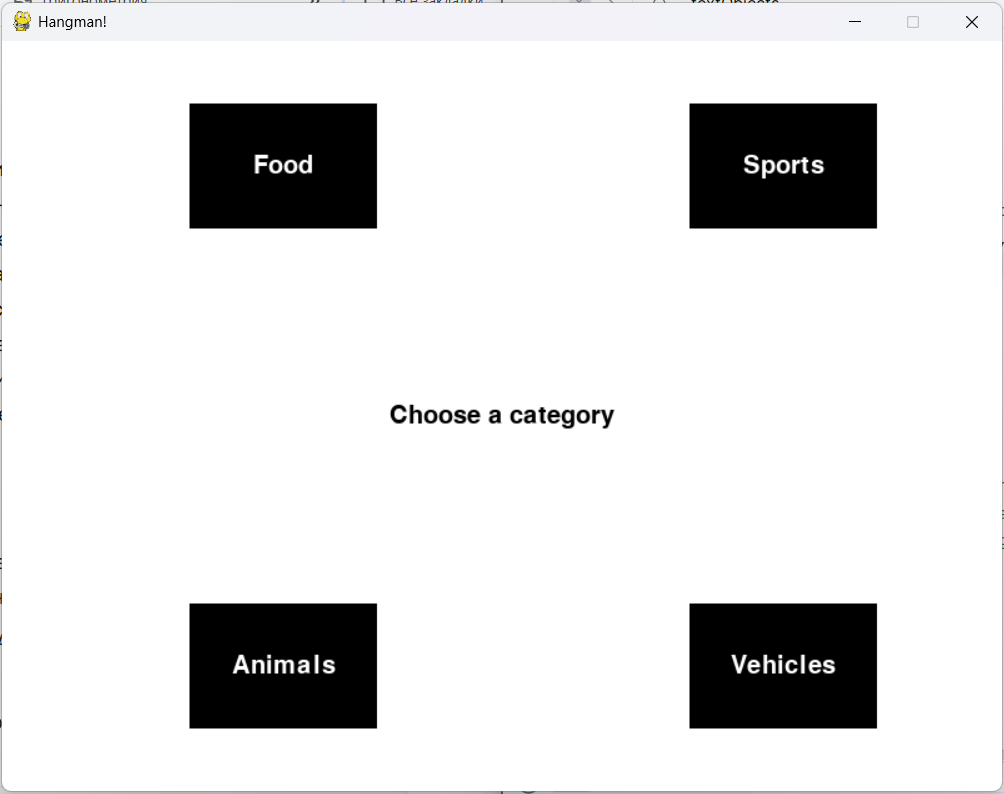 Hangman!
Food
Sports
Choose a category
Animals
Vehicles